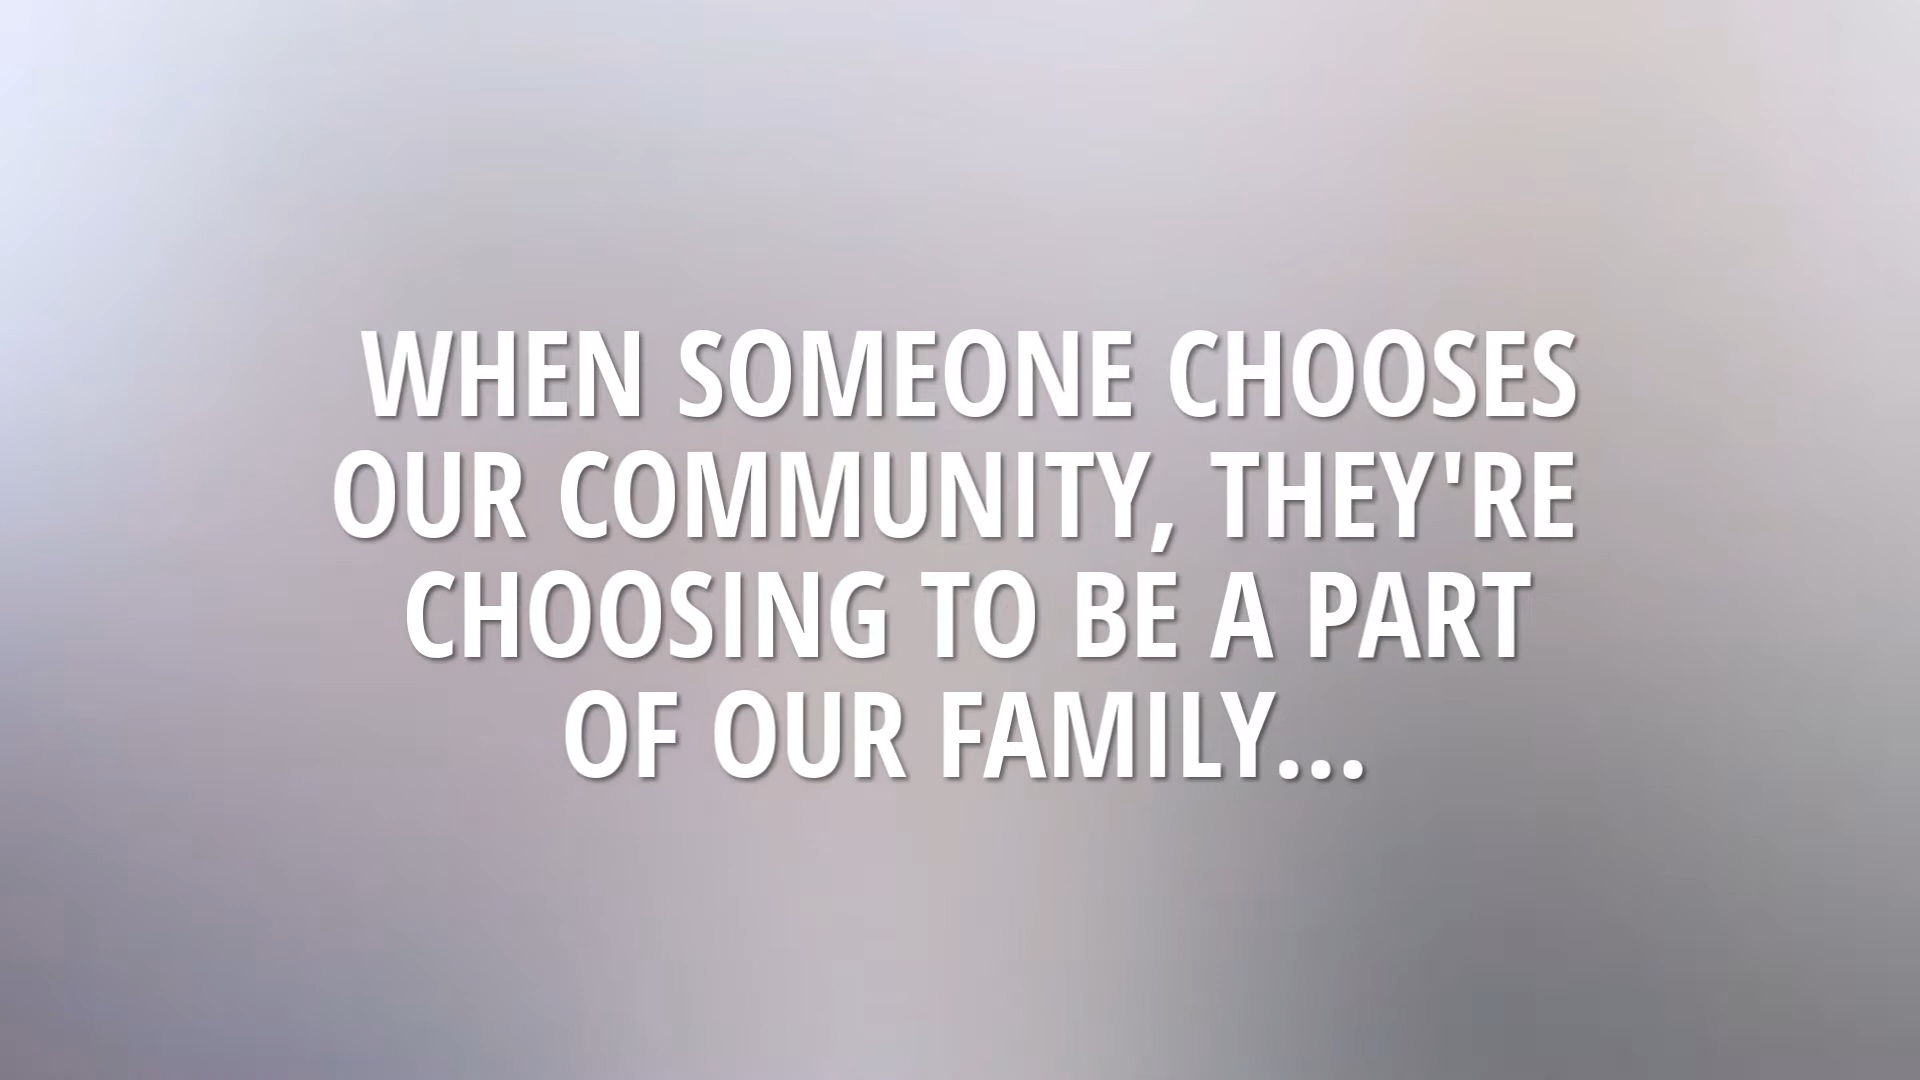 WHEN SOMEONE CHOOSES
OUR COMMUNITY, THEY'RE
CHOOSING TO BE A PART
OF OUR FAMILY...